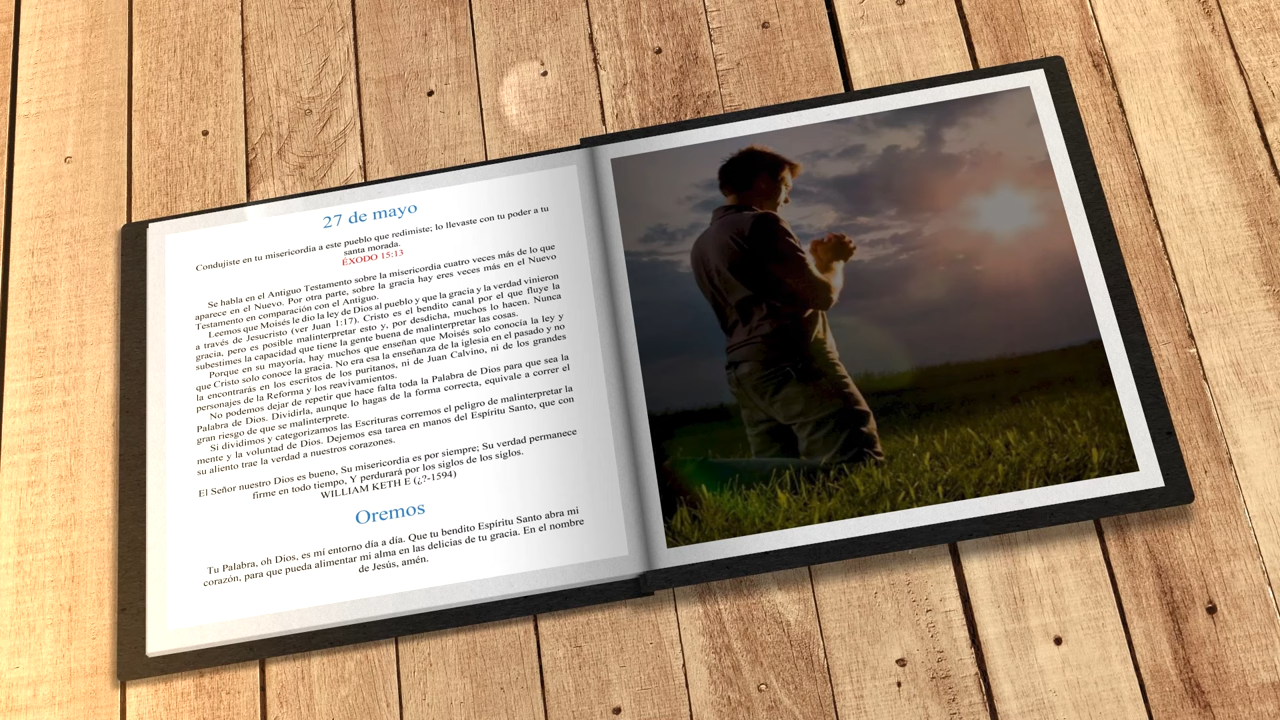 27 de mayo
Condujiste en tu misericordia a este pueblo que redimiste; lo llevaste con tu poder a tu
santa morada.
ÉXODO 15:13
Se habla en el Antiguo Testamento sobre la misericordia cuatro veces más de lo que
aparece en el Nuevo. Por otra parte, sobre la gracia hay eres veces más en el Nuevo
Testamento en comparación con el Antiguo.
Leemos que Moisés le dio la ley de Dios al pueblo y que la gracia y la verdad vinieron
a través de Jesucristo (ver Juan 1:17). Cristo es el bendito canal por el que fluye la
gracia, pero es posible malinterpretar esto y, por desdicha, muchos lo hacen. Nunca
subestimes la capacidad que tiene la gente buena de malinterpretar las cosas.
Porque en su mayoría, hay muchos que enseñan que Moisés solo conocía la ley y
que Cristo solo conoce la gracia. No era esa la enseñanza de la iglesia en el pasado y no
la encontrarás en los escritos de los puritanos, ni de Juan Calvino, ni de los grandes
personajes de la Reforma y los reavivamientos.
No podemos dejar de repetir que hace falta toda la Palabra de Dios para que sea la
Palabra de Dios. Dividirla, aunque lo hagas de la forma correcta, equivale a correr el
gran riesgo de que se malinterprete.
Si dividimos y categorizamos las Escrituras corremos el peligro de malinterpretar la
mente y la voluntad de Dios. Dejemos esa tarea en manos del Espíritu Santo, que con
su aliento trae la verdad a nuestros corazones.
El Señor nuestro Dios es bueno, Su misericordia es por siempre; Su verdad permanece
firme en todo tiempo, Y perdurará por los siglos de los siglos.
WILLIAM KETH E (¿?-1594)
Oremos
Tu Palabra, oh Dios, es mi entorno día a día. Que tu bendito Espíritu Santo abra mi
corazón, para que pueda alimentar mi alma en las delicias de tu gracia. En el nombre
de Jesús, amén.